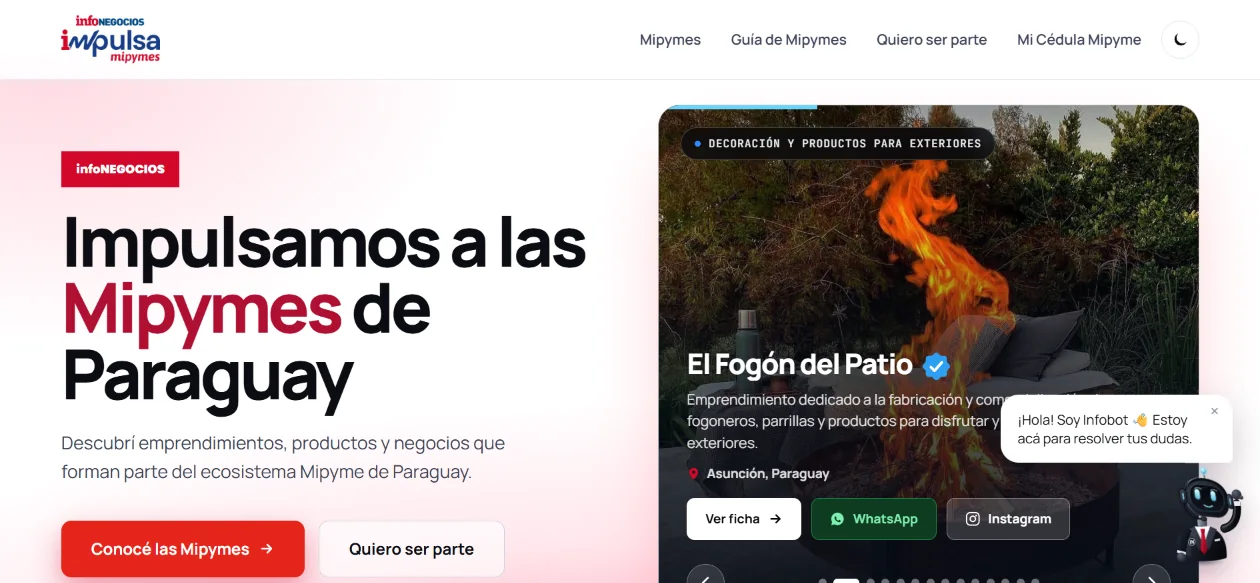 infoNEGOCIOS
impulsa
mipymes
Mipymes
Guía de Mipymes
Quiero ser parte
Mi Cédula Mipyme
infoNEGOCIOS
Impulsamos a las
Mipymes de
Paraguay
Descubrí emprendimientos, productos y negocios que
forman parte del ecosistema Mipyme de Paraguay.
Conocé las Mipymes →
Quiero ser parte
DECORACIÓN Y PRODUCTOS PARA EXTERIORES
El Fogón del Patio
Emprendimiento dedicado a la fabricación y
fogoneros, parrillas y productos para disfrutar y
exteriores.
Asunción, Paraguay
Ver ficha →
WhatsApp
Instagram
¡Hola! Soy Infobot 👋 Estoy
acá para resolver tus dudas.
×